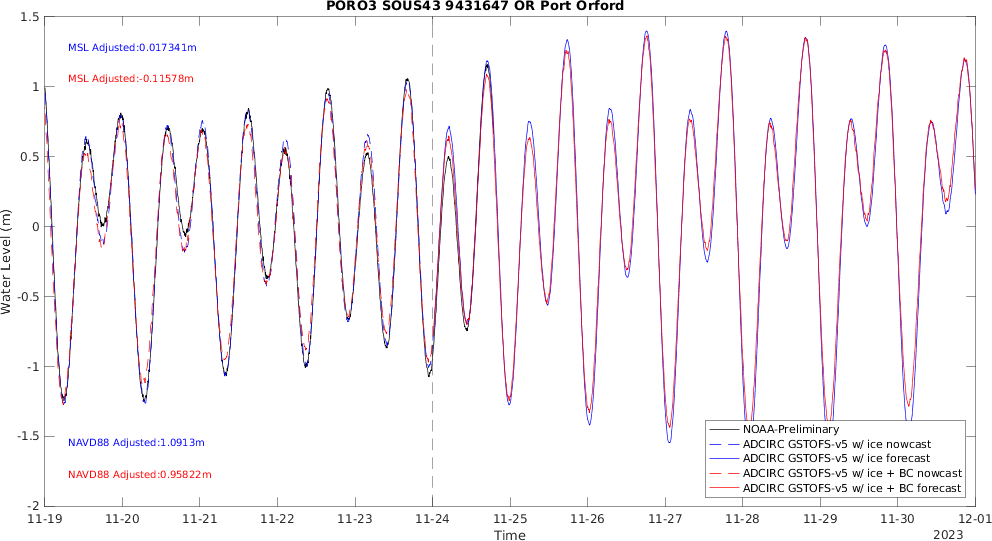 PORO3 SOUS43 9431647 OR Port Orford
MSL Adjusted:0.017341m
MSL Adjusted:-0.11578m
NAVD88 Adjusted:1.0913m
NAVD88 Adjusted:0.95822m
Water Level (m)
1.5
1
0.5
0
-0.5
-1
-1.5
-2
NOAA-Preliminary
ADCIRC GSTOFS-v5 w/ ice nowcast
ADCIRC GSTOFS-v5 w/ ice forecast
ADCIRC GSTOFS-v5 w/ ice + BC nowcast
ADCIRC GSTOFS-v5 w/ ice + BC forecast
11-19 11-20 11-21 11-22 11-23 11-24 11-25 11-26 11-27 11-28 11-29 11-30 12-01
Time
2023